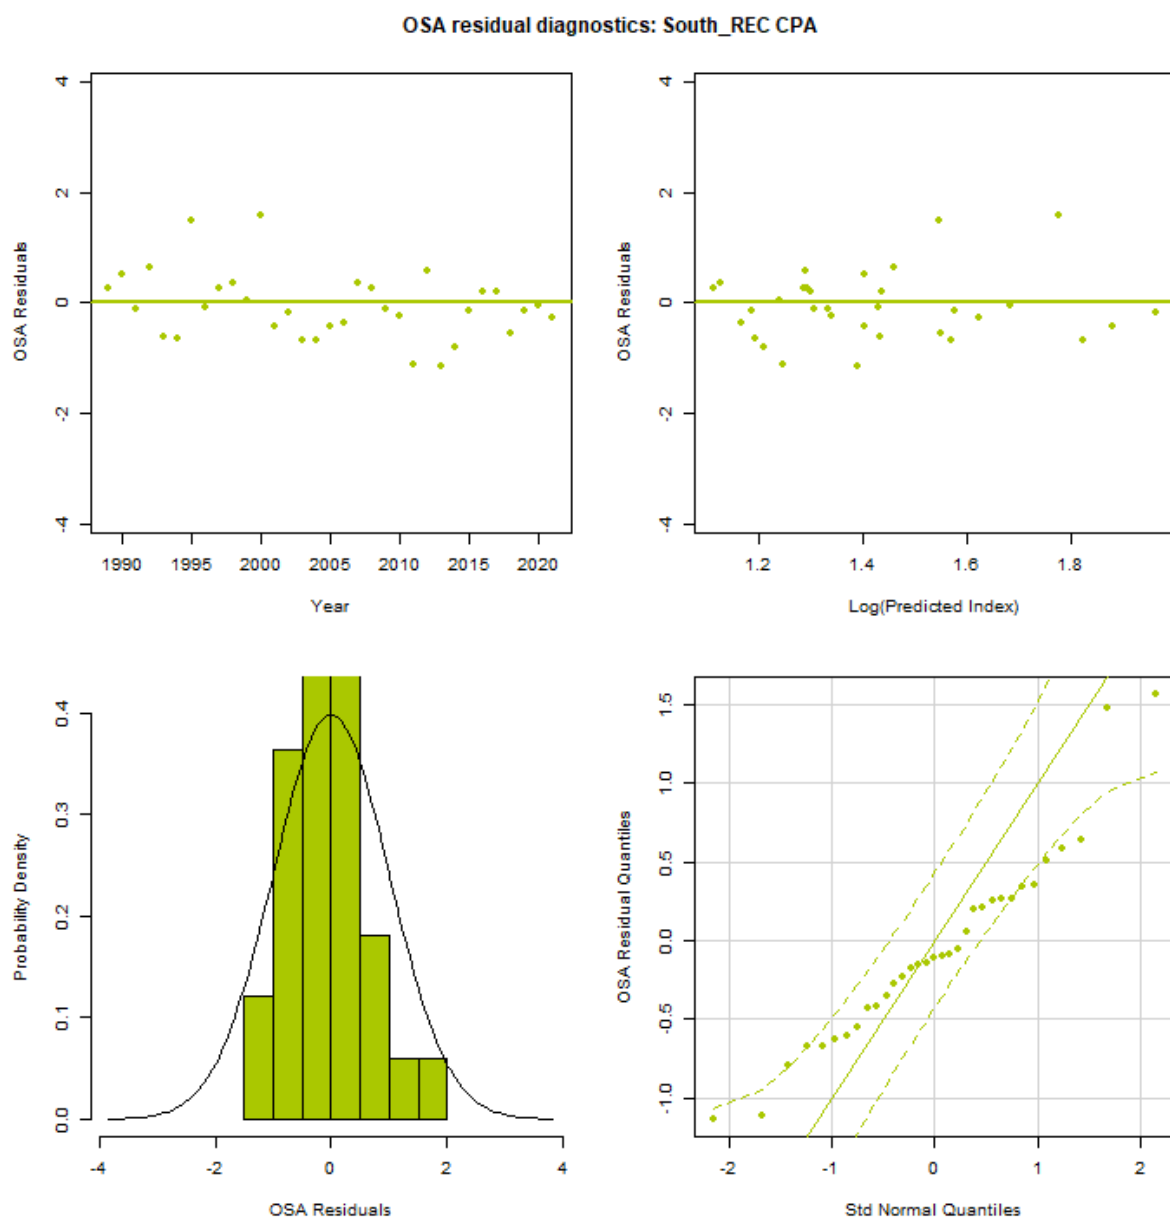 OSA residual diagnostics: South_REC CPA
OSA Residuals
4
2
0
-2
-4
1990 1995 2000 2005 2010 2015 2020
Year
OSA Residuals
4
2
0
-2
-4
1.2 1.4 1.6 1.8
Log(Predicted Index)
Probability Density
0.4
0.3
0.2
0.1
0.0
-4 -2 0 2 4
OSA Residuals
OSA Residual Quantiles
1.5
1.0
0.5
0.0
-0.5
-1.0
-2 -1 0 1 2
Std Normal Quantiles